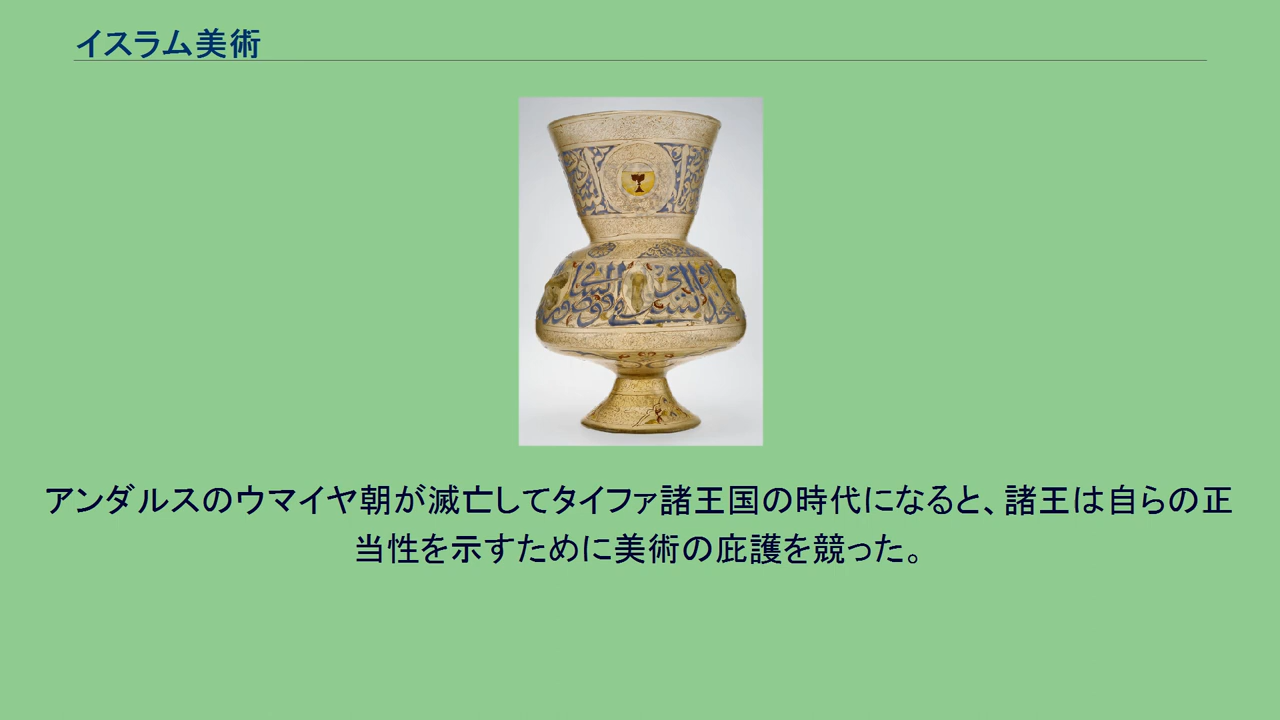 イスラム美術
アンダルスのウマイヤ朝が滅亡してタイファ諸王国の時代になると、諸王は自らの正
当性を示すために美術の庇護を競った。